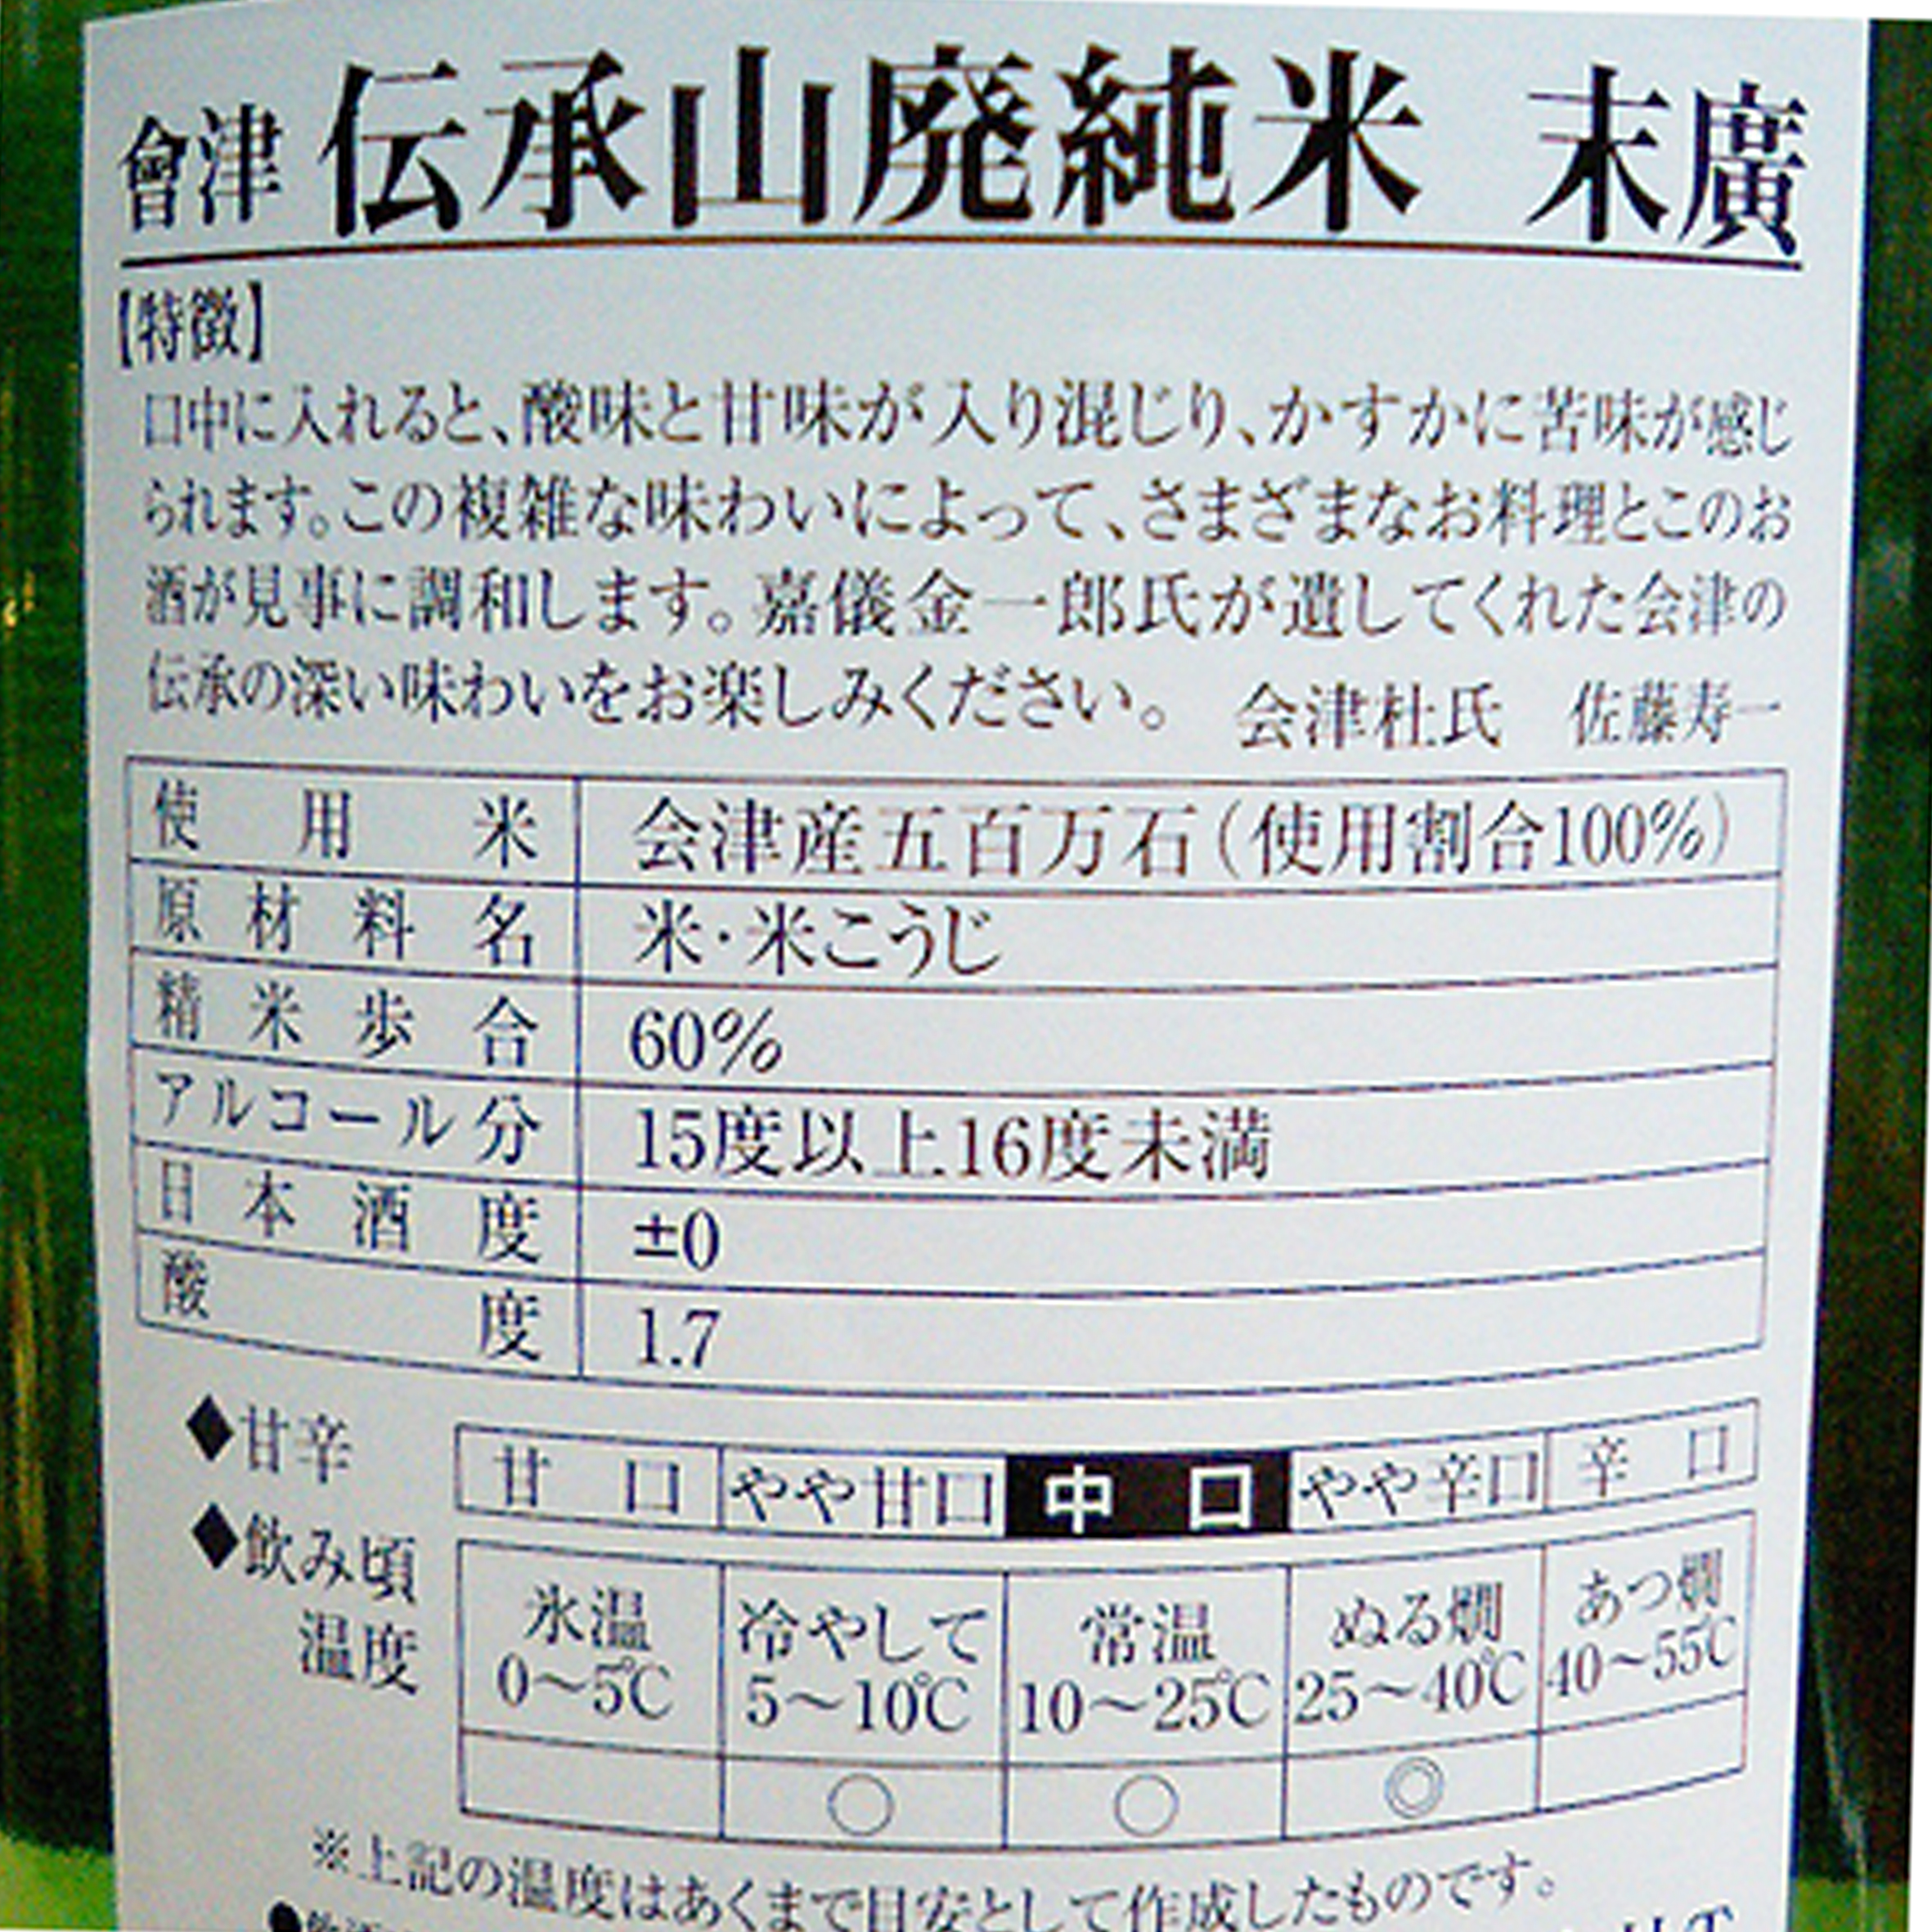 會津 伝承山廃純米 末廣
【特徴】
口中に入れると、酸味と甘味が入り混じり、かすかに苦味が感じ
られます。この複雑な味わいによって、さまざまなお料理とこのお
酒が見事に調和します。嘉儀金一郎氏が遺してくれた会津の
伝承の深い味わいをお楽しみください。 会津杜氏 佐藤寿一
使用米 会津産五百万石(使用割合100%)
原材料名 米・米こうじ
精米歩合 60%
アルコール分 15度以上16度未満
日本酒度 ±0
酸度 1.7
◆甘辛 甘口 やや甘口 中口 やや辛口 辛口
◆飲み頃温度 氷温 冷やして 常温 ぬる燗 あつ燗
0〜5℃ 5〜10℃ 10〜25℃ 25〜40℃ 40〜55℃
○ ○ ◎
※上記の温度はあくまで目安として作成したものです。